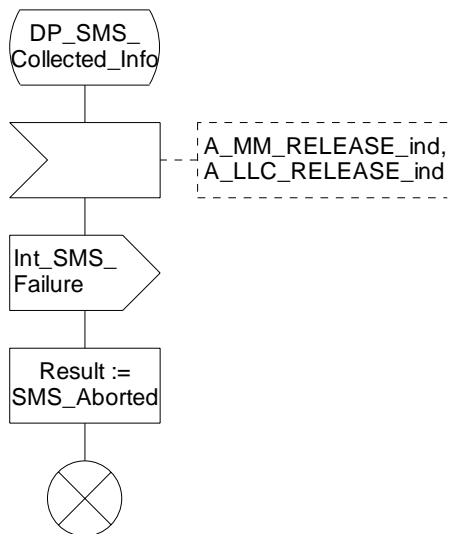 DP_SMS_
Collected_Info
A_MM_RELEASE_ind,
A_LLC_RELEASE_ind
Int_SMS_
Failure
Result :=
SMS_Aborted